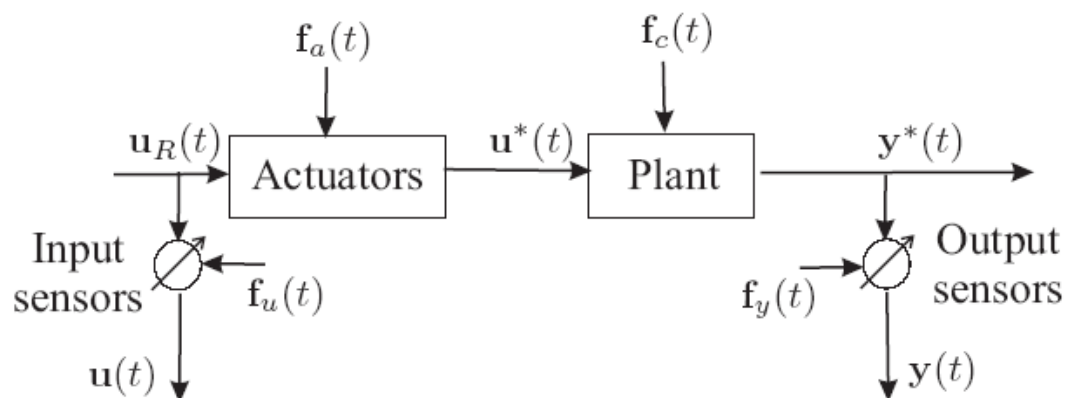 f_a(t)
f_c(t)
u_R(t)
Actuators
u*(t)
Plant
y*(t)
Input
sensors
f_u(t)
f_y(t)
Output
sensors
u(t)
y(t)